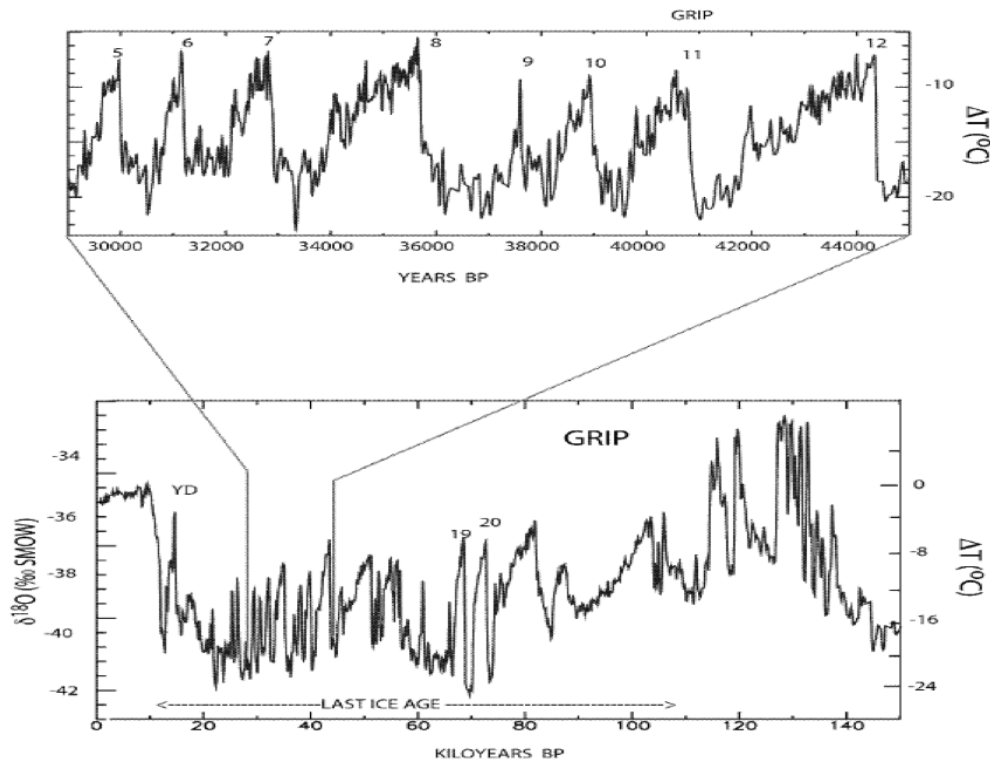 GRIP
5 6 7 8 9 10 11 12
-10
-20
ΔT (⁰C)
30000 32000 34000 36000 38000 40000 42000 44000
YEARS BP
GRIP
YD
19 20
-34
-36
-38
-40
-42
δ¹⁸O (‰ SMOW)
0
-8
-16
-24
ΔT (⁰C)
LAST ICE AGE
0 20 40 60 80 100 120 140
KILOYEARS BP